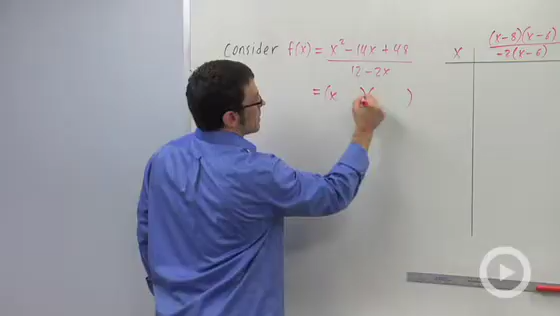 Consider f(x) = x² - 14x + 48
12 - 2x
= (x )( )
x (x-8)(x-6)
-2(x-6)